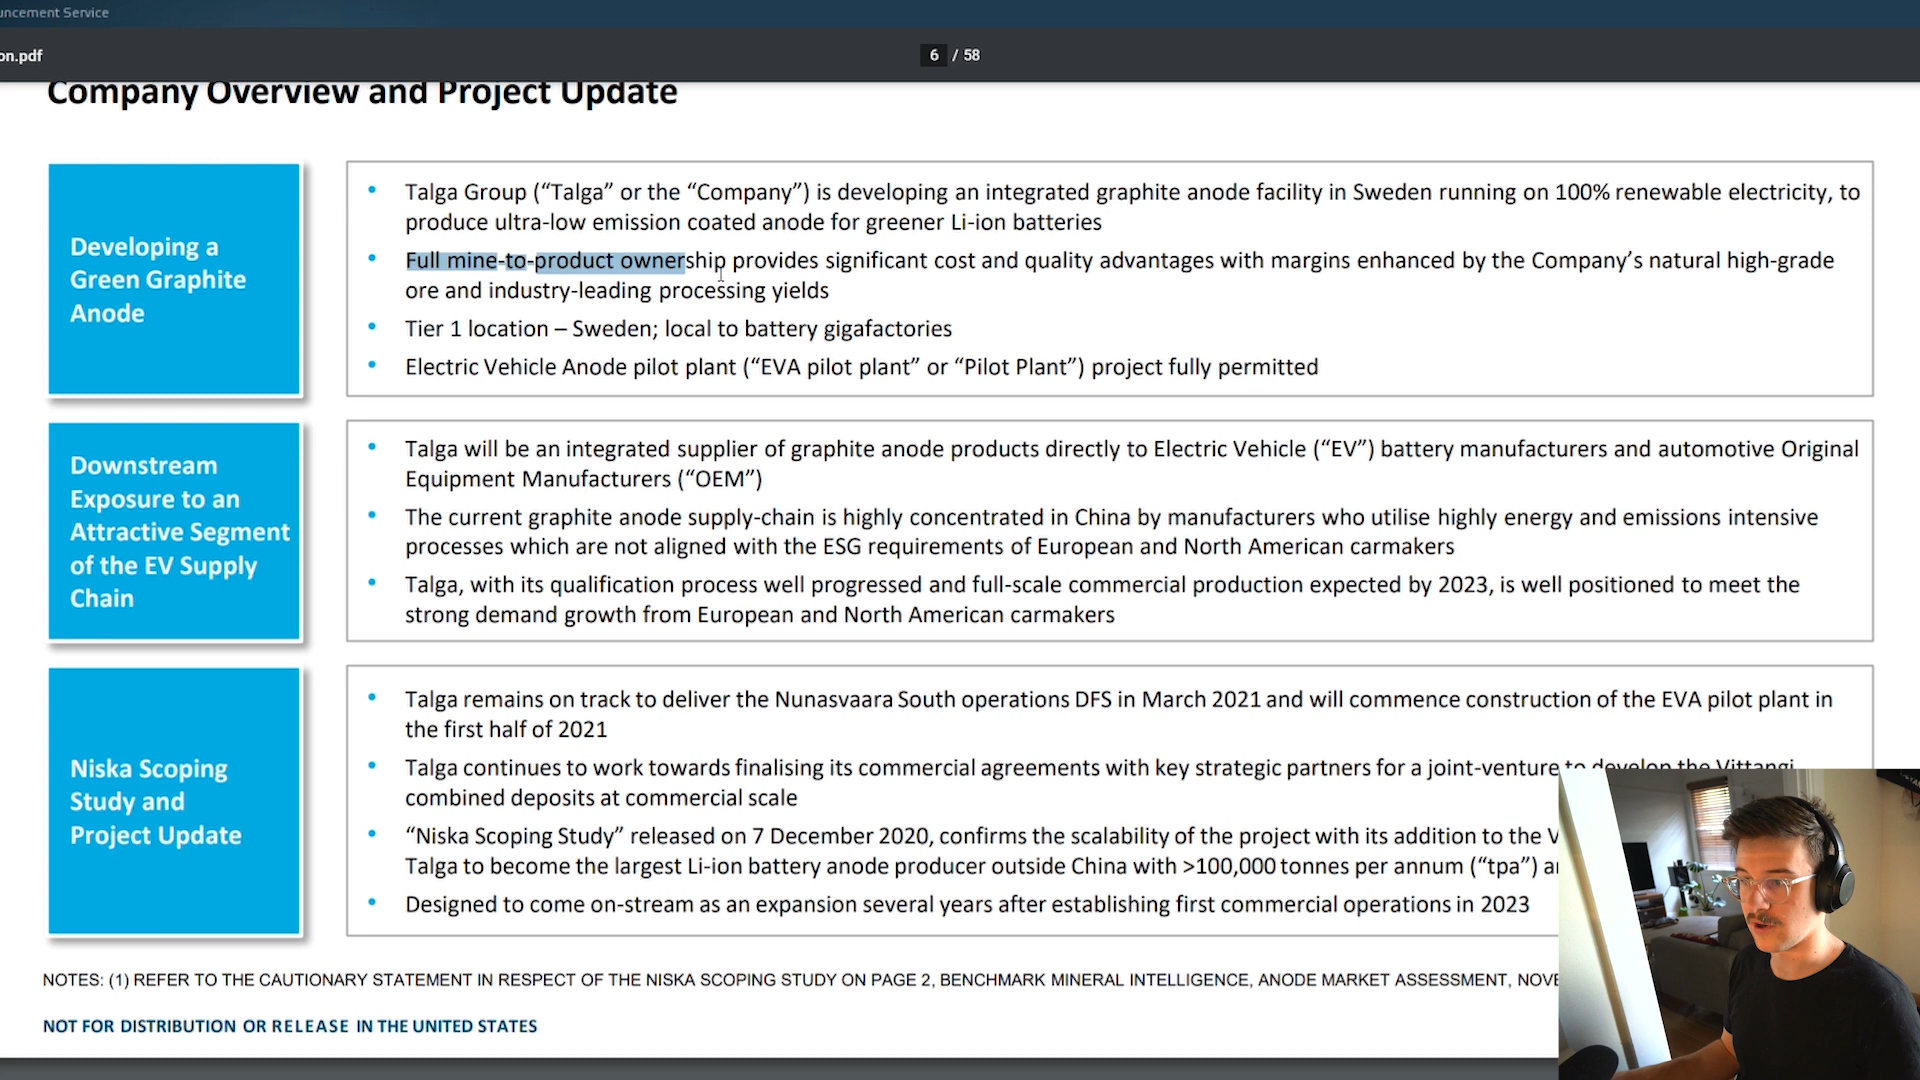 uncement Service
on.pdf
6 / 58
Company Overview and Project Update
Developing a
Green Graphite
Anode
• Talga Group (“Talga” or the “Company”) is developing an integrated graphite anode facility in Sweden running on 100% renewable electricity, to
produce ultra-low emission coated anode for greener Li-ion batteries
• Full mine-to-product ownership provides significant cost and quality advantages with margins enhanced by the Company’s natural high-grade
ore and industry-leading processing yields
• Tier 1 location – Sweden; local to battery gigafactories
• Electric Vehicle Anode pilot plant (“EVA pilot plant” or “Pilot Plant”) project fully permitted
Downstream
Exposure to an
Attractive Segment
of the EV Supply
Chain
• Talga will be an integrated supplier of graphite anode products directly to Electric Vehicle (“EV”) battery manufacturers and automotive Original
Equipment Manufacturers (“OEM”)
• The current graphite anode supply-chain is highly concentrated in China by manufacturers who utilise highly energy and emissions intensive
processes which are not aligned with the ESG requirements of European and North American carmakers
• Talga, with its qualification process well progressed and full-scale commercial production expected by 2023, is well positioned to meet the
strong demand growth from European and North American carmakers
Niska Scoping
Study and
Project Update
• Talga remains on track to deliver the Nunasvaara South operations DFS in March 2021 and will commence construction of the EVA pilot plant in
the first half of 2021
• Talga continues to work towards finalising its commercial agreements with key strategic partners for a joint-venture to develop the Vittangi
combined deposits at commercial scale
• “Niska Scoping Study” released on 7 December 2020, confirms the scalability of the project with its addition to the V
Talga to become the largest Li-ion battery anode producer outside China with >100,000 tonnes per annum (“tpa”) a
• Designed to come on-stream as an expansion several years after establishing first commercial operations in 2023
NOTES: (1) REFER TO THE CAUTIONARY STATEMENT IN RESPECT OF THE NISKA SCOPING STUDY ON PAGE 2, BENCHMARK MINERAL INTELLIGENCE, ANODE MARKET ASSESSMENT, NOVE
NOT FOR DISTRIBUTION OR RELEASE IN THE UNITED STATES